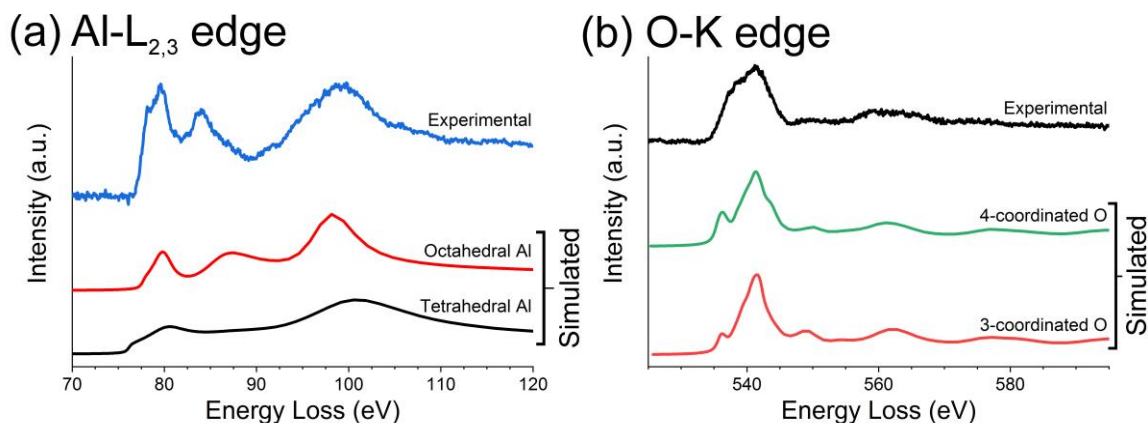 (a) Al-L2,3 edge
Intensity (a.u.)
Experimental
Octahedral Al
Tetrahedral Al
Simulated
70 80 90 100 110 120
Energy Loss (eV)
(b) O-K edge
Intensity (a.u.)
Experimental
4-coordinated O
3-coordinated O
Simulated
540 560 580
Energy Loss (eV)